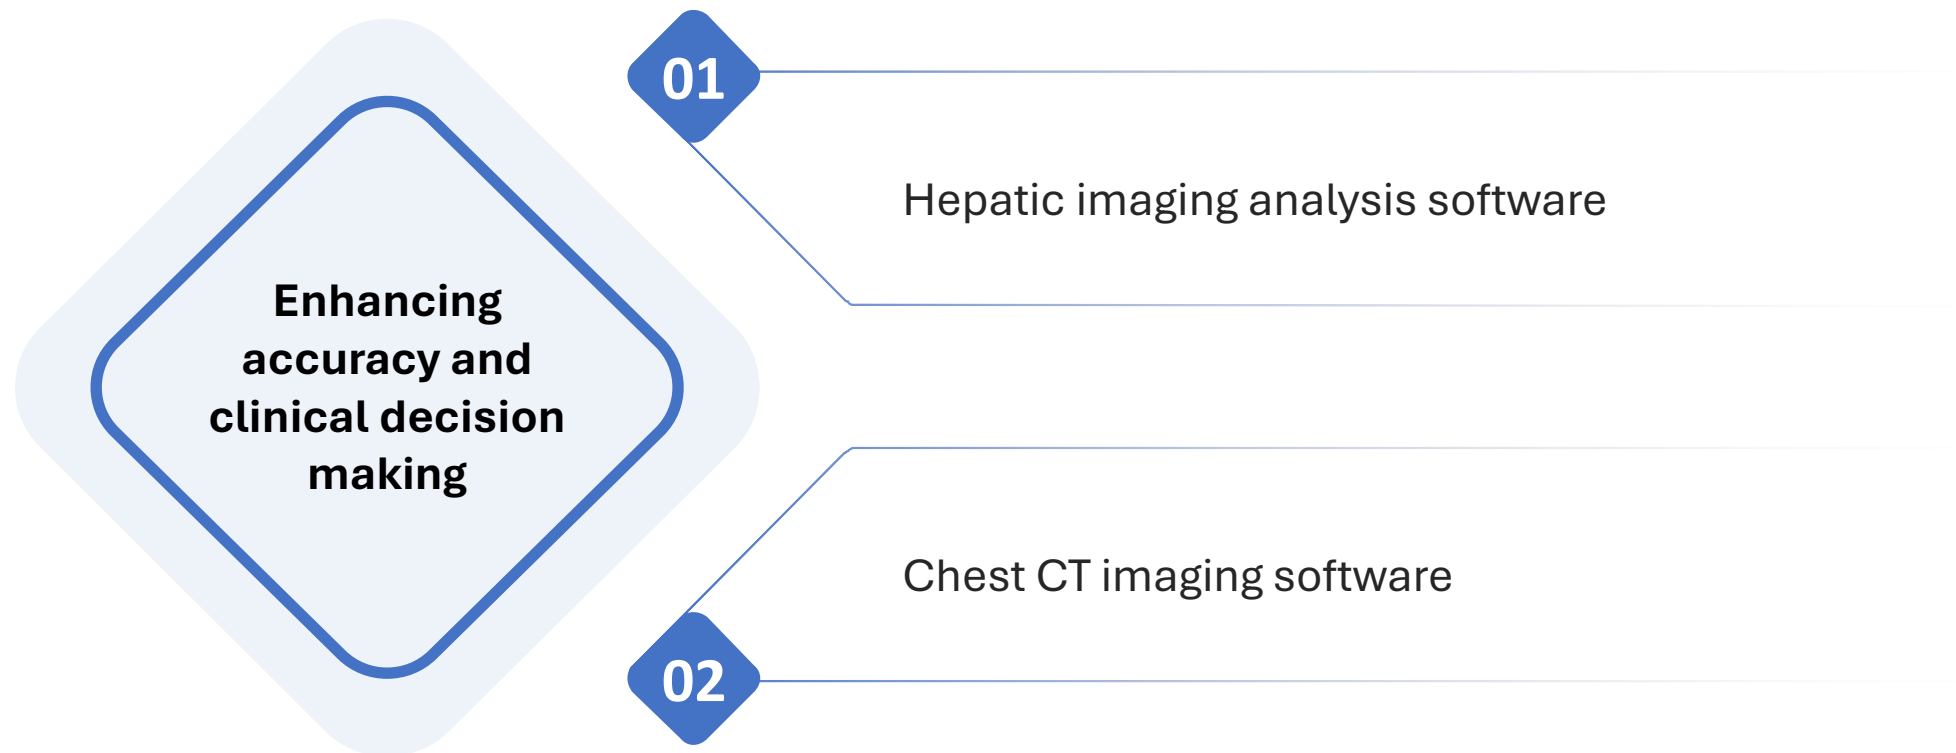 Enhancing
accuracy and
clinical decision
making
01
Hepatic imaging analysis software
Chest CT imaging software
02